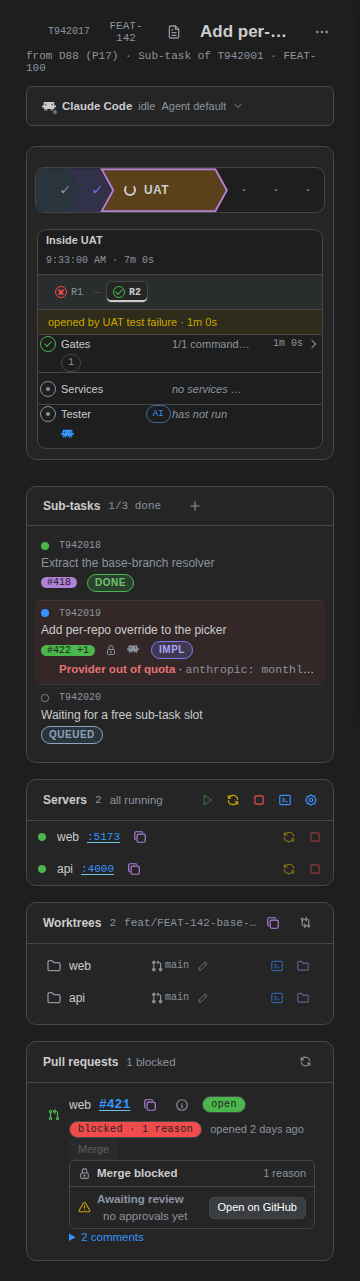 T942017 FEAT-142 Add per-…
from D88 (P17) · Sub-task of T942001 · FEAT-
100
Claude Code idle Agent default
UAT
Inside UAT
9:33:00 AM · 7m 0s
R1 — R2
opened by UAT test failure · 1m 0s
Gates 1/1 command… 1m 0s
1
Services no services …
Tester AI has not run
Sub-tasks 1/3 done
T942018
Extract the base-branch resolver
#418 DONE
T942019
Add per-repo override to the picker
#422 +1 IMPL
Provider out of quota · anthropic: monthl…
T942020
Waiting for a free sub-task slot
QUEUED
Servers 2 all running
web :5173
api :4000
Worktrees 2 feat/FEAT-142-base-…
web main
api main
Pull requests 1 blocked
web #421 open
blocked · 1 reason opened 2 days ago
Merge
Merge blocked 1 reason
Awaiting review
no approvals yet
Open on GitHub
2 comments